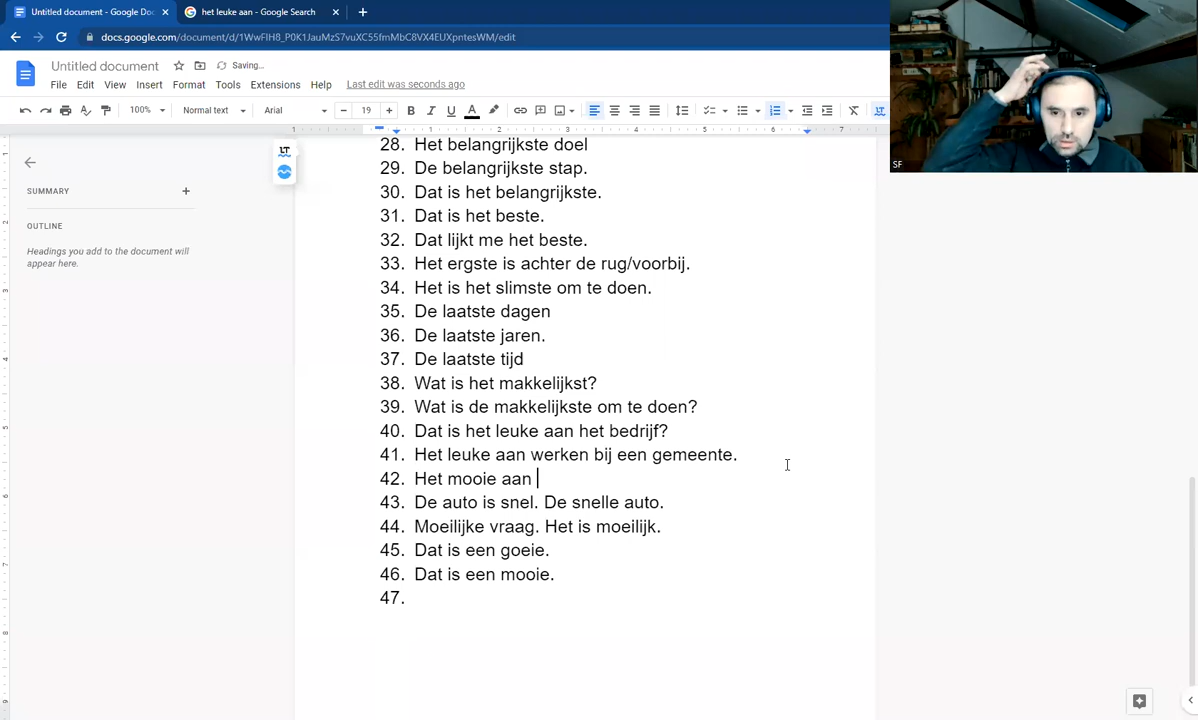 Untitled document - Google Doc
het leuke aan - Google Search
docs.google.com/document/d/1WwFlH8_P0K1JauMzS7vuXC55fmMbC8VX4EUXpntesWM/edit
Untitled document
Saving...
File Edit View Insert Format Tools Extensions Help Last edit was seconds ago
100% Normal text Arial 19
SUMMARY
OUTLINE
Headings you add to the document will
appear here.
28. Het belangrijkste doel
29. De belangrijkste stap.
30. Dat is het belangrijkste.
31. Dat is het beste.
32. Dat lijkt me het beste.
33. Het ergste is achter de rug/voorbij.
34. Het is het slimste om te doen.
35. De laatste dagen
36. De laatste jaren.
37. De laatste tijd
38. Wat is het makkelijkst?
39. Wat is de makkelijkste om te doen?
40. Dat is het leuke aan het bedrijf?
41. Het leuke aan werken bij een gemeente.
42. Het mooie aan
43. De auto is snel. De snelle auto.
44. Moeilijke vraag. Het is moeilijk.
45. Dat is een goeie.
46. Dat is een mooie.
47.
SF